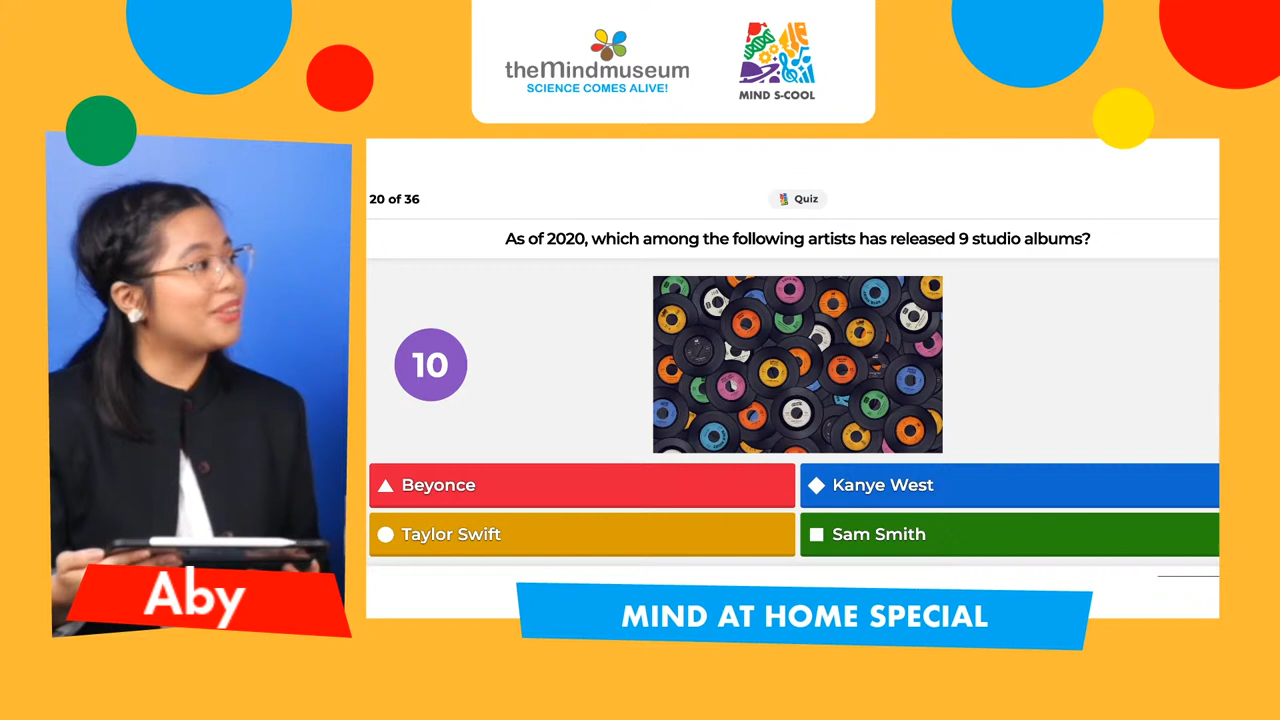 theMindmuseum
SCIENCE COMES ALIVE!
MIND S-COOL
20 of 36
Quiz
As of 2020, which among the following artists has released 9 studio albums?
10
Beyonce
Kanye West
Taylor Swift
Sam Smith
Aby
MIND AT HOME SPECIAL